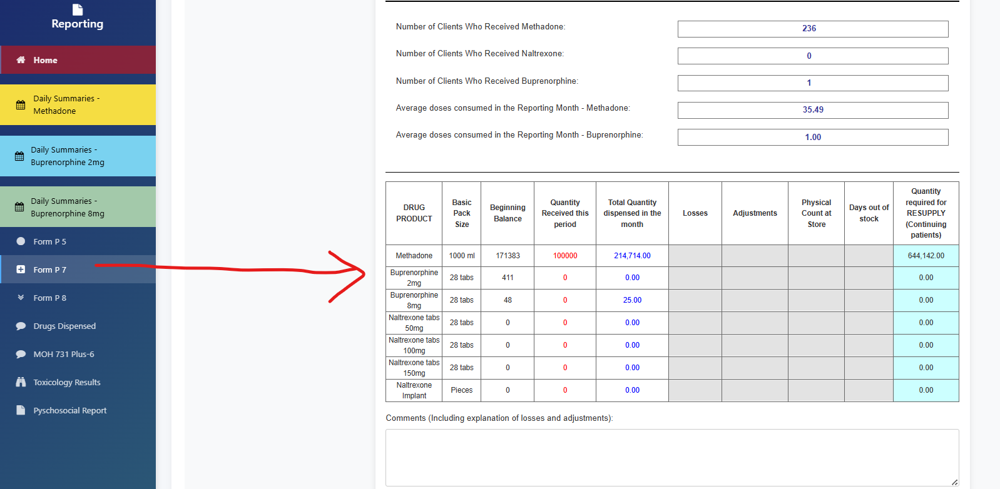 Reporting
Home
Daily Summaries -
Methadone
Daily Summaries -
Buprenorphine 2mg
Daily Summaries -
Buprenorphine 8mg
Form P 5
Form P 7
Form P 8
Drugs Dispensed
MOH 731 Plus-6
Toxicology Results
Pyschosocial Report
Number of Clients Who Received Methadone: 236
Number of Clients Who Received Naltrexone: 0
Number of Clients Who Received Buprenorphine: 1
Average doses consumed in the Reporting Month - Methadone: 35.49
Average doses consumed in the Reporting Month - Buprenorphine: 1.00
DRUG PRODUCT Basic Pack Size Beginning Balance Quantity Received this period Total Quantity dispensed in the month Losses Adjustments Physical Count at Store Days out of stock Quantity required for RESUPPLY (Continuing patients)
Methadone 1000 ml 171383 100000 214,714.00 644,142.00
Buprenorphine 2mg 28 tabs 411 0 0.00 0.00
Buprenorphine 8mg 28 tabs 48 0 25.00 0.00
Naltrexone tabs 50mg 28 tabs 0 0 0.00 0.00
Naltrexone tabs 100mg 28 tabs 0 0 0.00 0.00
Naltrexone tabs 150mg 28 tabs 0 0 0.00 0.00
Naltrexone Implant Pieces 0 0 0.00 0.00
Comments (Including explanation of losses and adjustments):